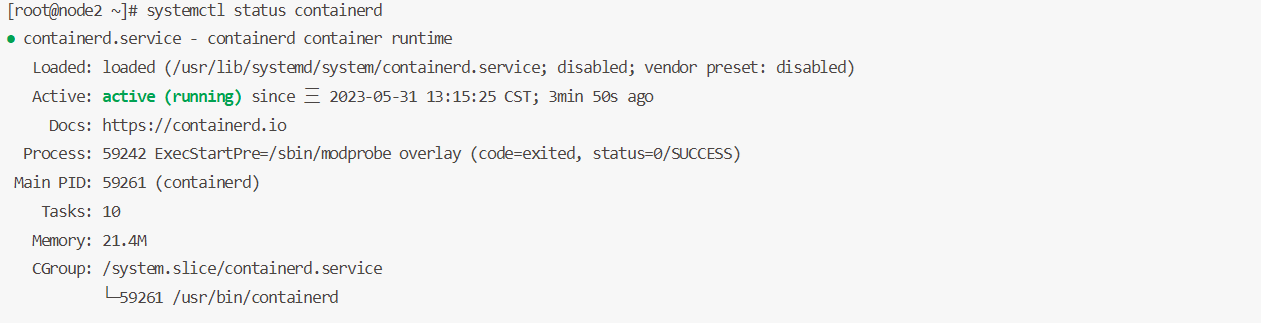 [root@node2 ~]# systemctl status containerd
● containerd.service - containerd container runtime
Loaded: loaded (/usr/lib/systemd/system/containerd.service; disabled; vendor preset: disabled)
Active: active (running) since 三 2023-05-31 13:15:25 CST; 3min 50s ago
Docs: https://containerd.io
Process: 59242 ExecStartPre=/sbin/modprobe overlay (code=exited, status=0/SUCCESS)
Main PID: 59261 (containerd)
Tasks: 10
Memory: 21.4M
CGroup: /system.slice/containerd.service
└─59261 /usr/bin/containerd